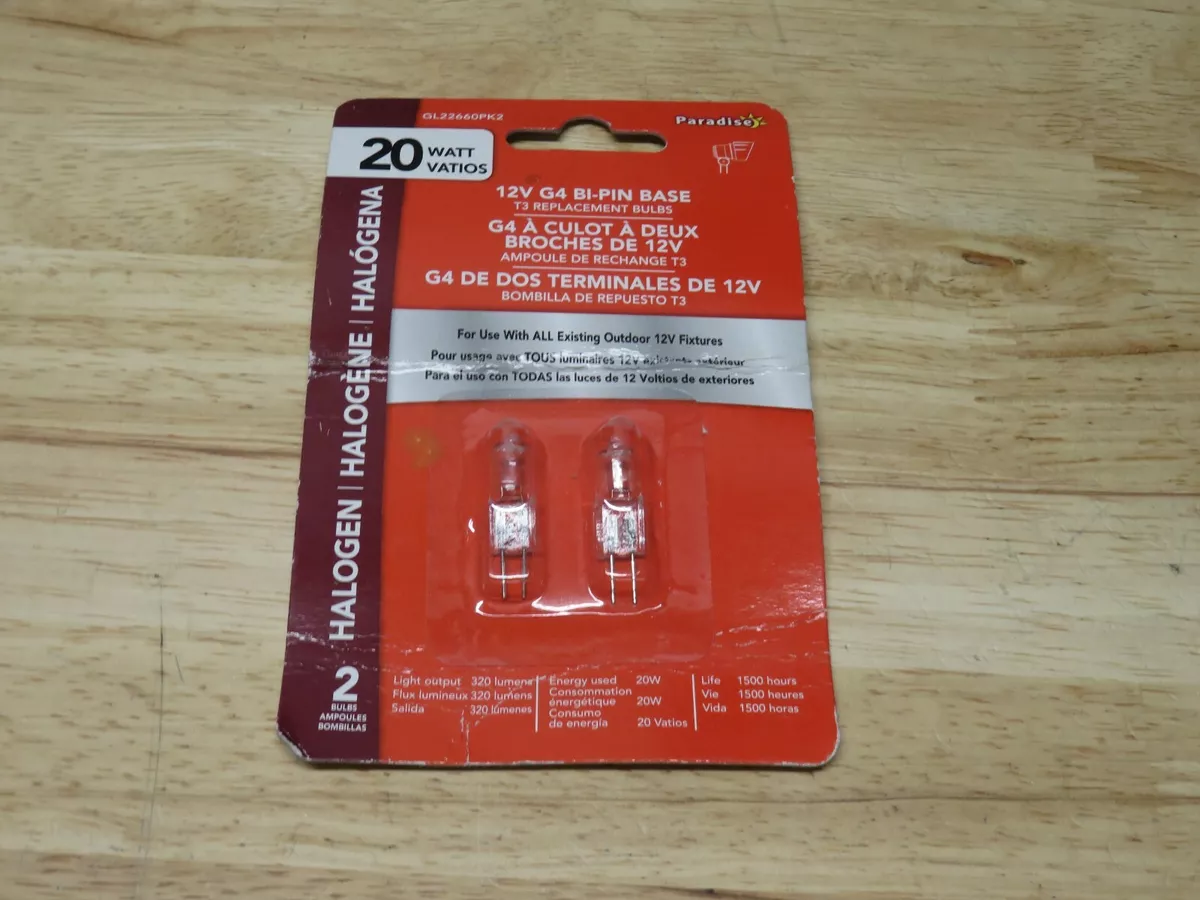 GL22660PK2
Paradise
20 WATT
VATIOS
HALOGEN | HALOGÈNE | HALÓGENA
12V G4 BI-PIN BASE
T3 REPLACEMENT BULBS
G4 À CULOT À DEUX
BROCHES DE 12V
AMPOULE DE RECHANGE T3
G4 DE DOS TERMINALES DE 12V
BOMBILLA DE REPUESTO T3
For Use With ALL Existing Outdoor 12V Fixtures
Pour usage avec TOUS luminaires 12V extérieur
Para el uso con TODAS las luces de 12 Voltios de exteriores
2
BULBS
AMPOULES
BOMBILLAS
Light output 320 lumens
Flux lumineux 320 lumens
Salida 320 lúmenes
Energy used 20W
Consommation
énergétique 20W
Consumo
de energía 20 Vatios
Life 1500 hours
Vie 1500 heures
Vida 1500 horas